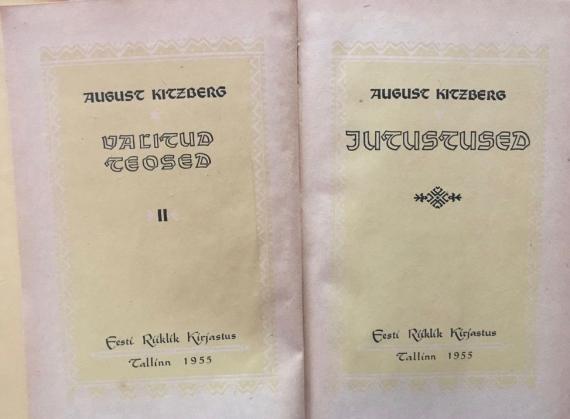 AUGUST KITZBERG
VALITUD
TEOSED
II
Eesti Riiklik Kirjastus
Tallinn 1955
AUGUST KITZBERG
JUTUSTUSED
Eesti Riiklik Kirjastus
Tallinn 1955